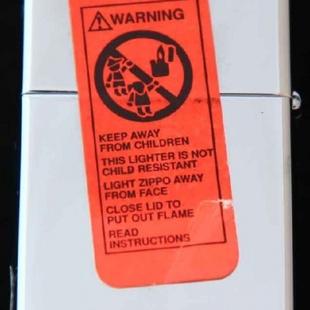 WARNING
KEEP AWAY
FROM CHILDREN
THIS LIGHTER IS NOT
CHILD RESISTANT
LIGHT ZIPPO AWAY
FROM FACE
CLOSE LID TO
PUT OUT FLAME
READ
INSTRUCTIONS